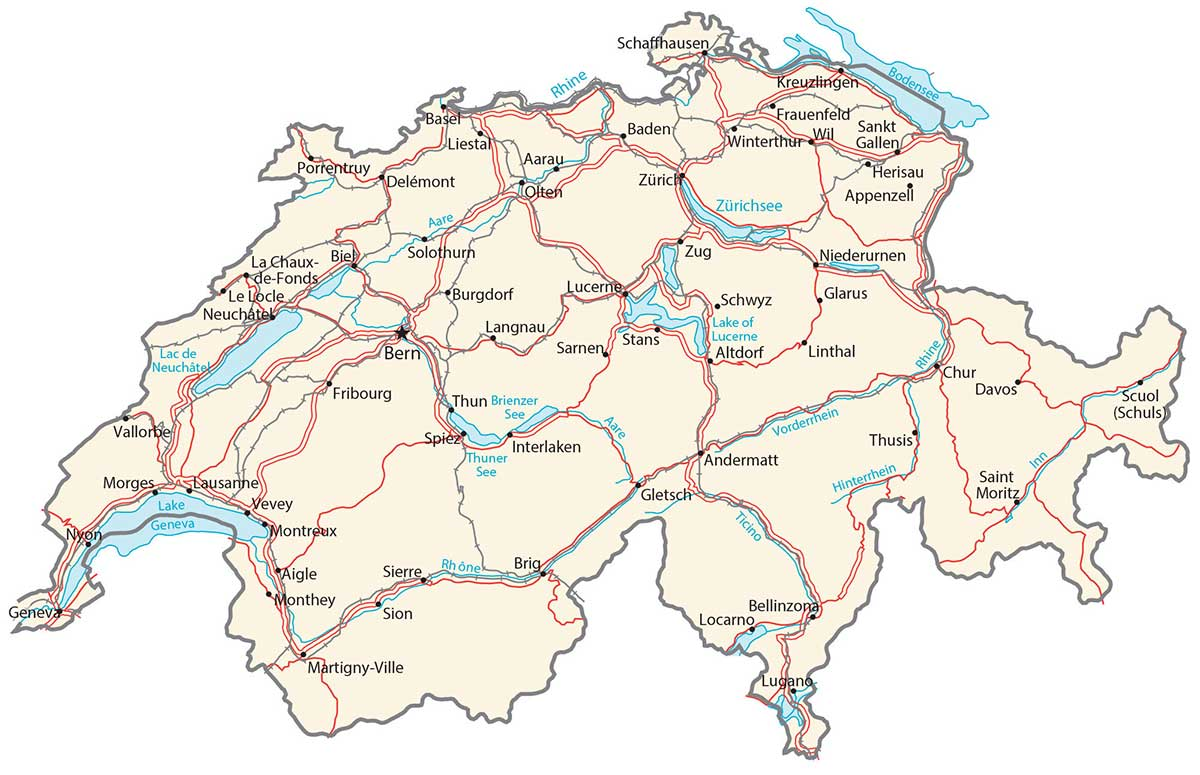 Schaffhausen
Rhine
Bodensee
Kreuzlingen
Basel
Liestal
Baden
Frauenfeld
Winterthur
Wil
Sankt
Gallen
Porrentruy
Delémont
Aarau
Olten
Zürich
Herisau
Appenzell
Zürichsee
Aare
Solothurn
Biel
Zug
Niederurnen
La Chaux-
de-Fonds
Le Locle
Neuchâtel
Burgdorf
Lucerne
Schwyz
Glarus
Lake of
Lucerne
Langnau
Sarnen
Stans
Altdorf
Linthal
Bern
Lac de
Neuchâtel
Rhine
Chur
Davos
Scuol
(Schuls)
Fribourg
Thun
Brienzer
See
Vallorbe
Spiez
Interlaken
Thuner
See
Aare
Vorderrhein
Thusis
Andermatt
Inn
Hinterrhein
Saint
Moritz
Morges
Lausanne
Gletsch
Lake
Geneva
Vevey
Montreux
Ticino
Nyon
Aigle
Sierre
Rhône
Brig
Monthey
Sion
Geneva
Bellinzona
Locarno
Martigny-Ville
Lugano